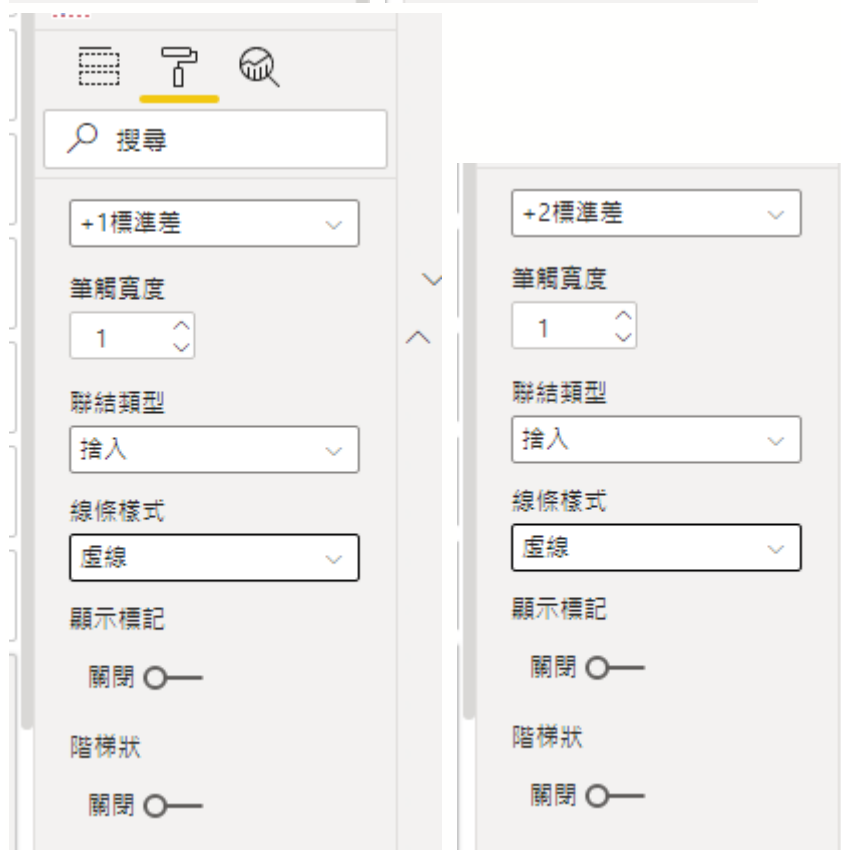 搜尋
+1標準差
筆觸寬度
1
聯結類型
捨入
線條樣式
虛線
顯示標記
關閉
階梯狀
關閉
+2標準差
筆觸寬度
1
聯結類型
捨入
線條樣式
虛線
顯示標記
關閉
階梯狀
關閉